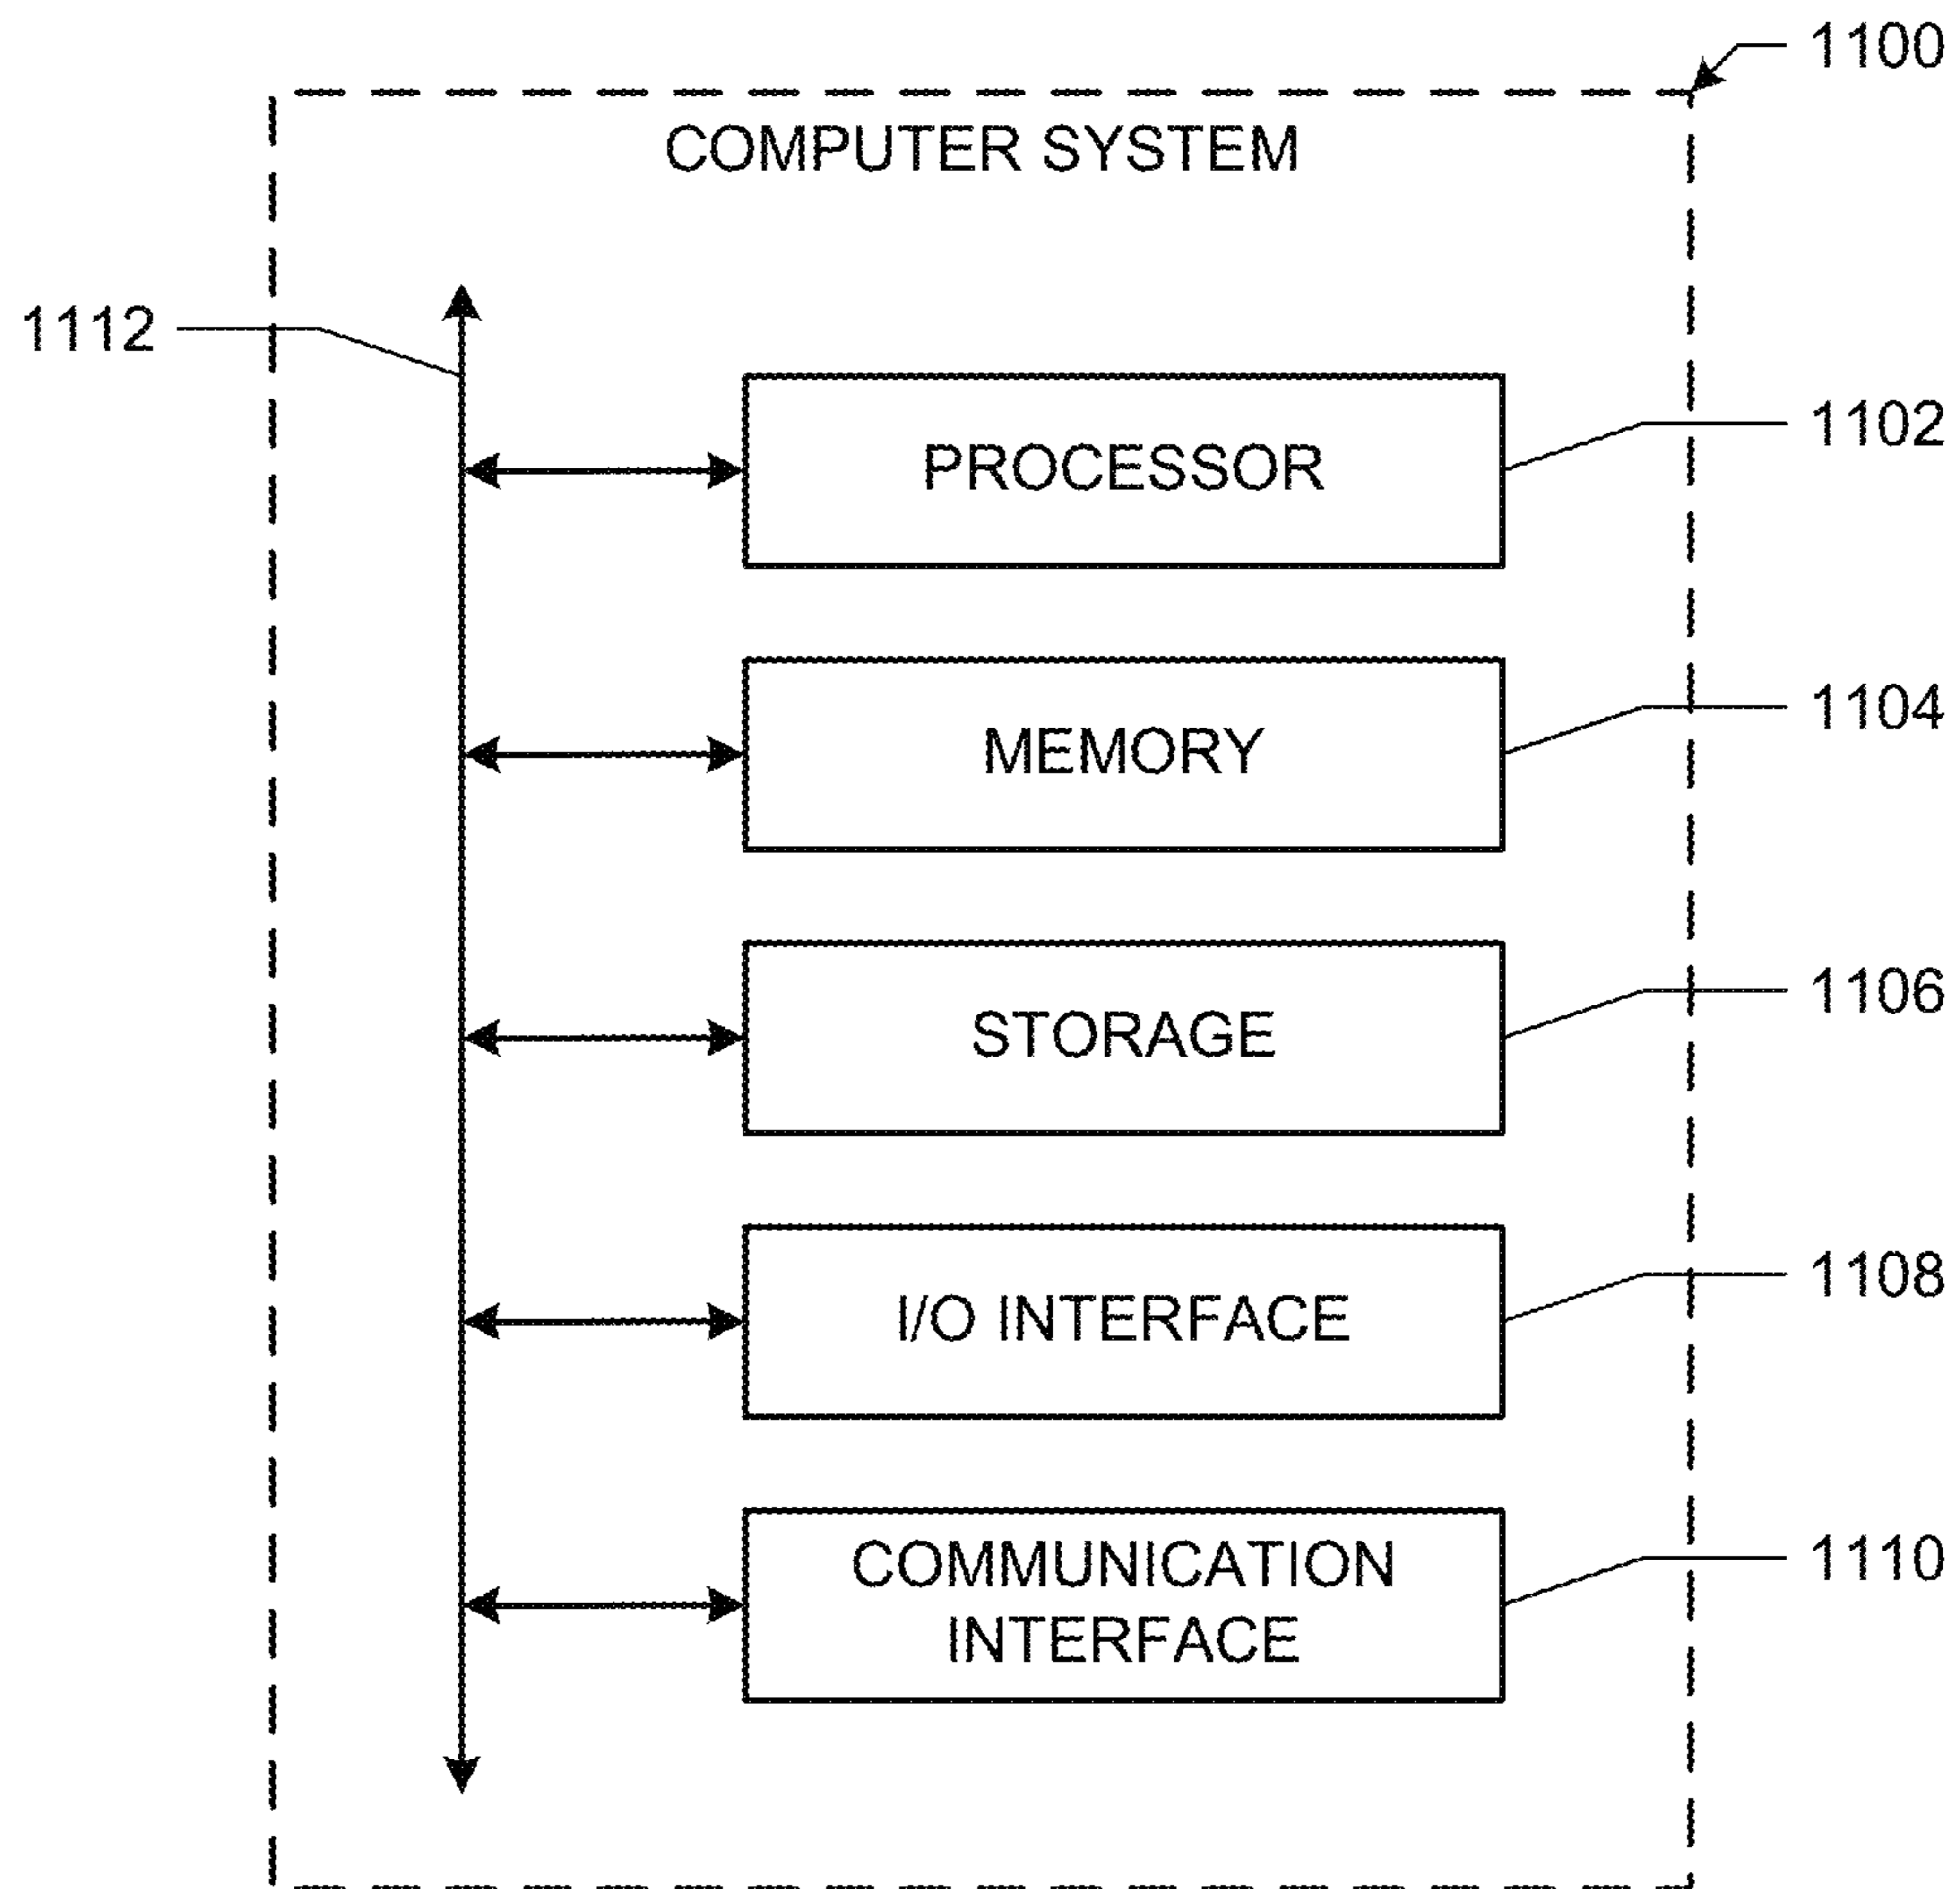 1100
COMPUTER SYSTEM
1112
1102
PROCESSOR
1104
MEMORY
1106
STORAGE
1108
I/O INTERFACE
1110
COMMUNICATION
INTERFACE